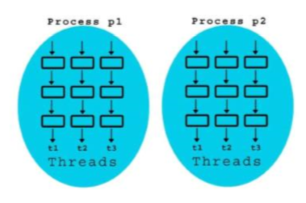 Process p1
Process p2
t1 t2 t3
t1 t2 t3
Threads
Threads